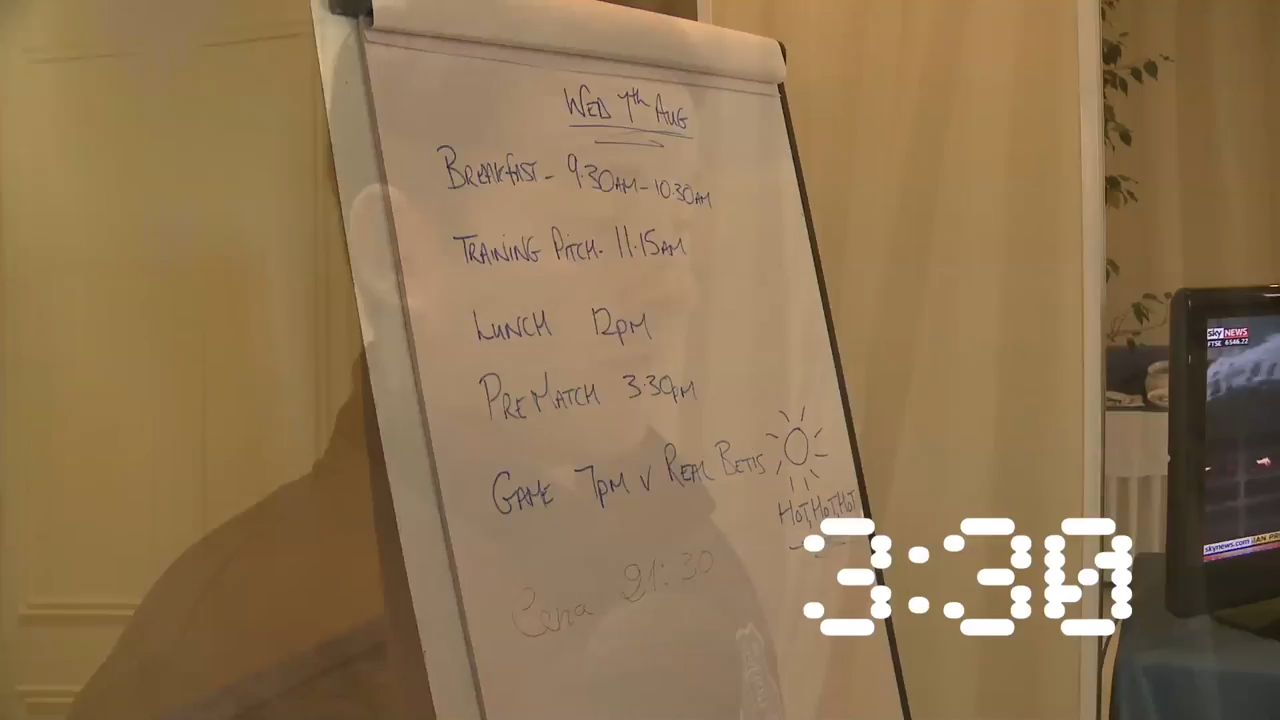 WED 7th AUG
BREAKFAST - 9.30AM - 10.30AM
TRAINING PITCH - 11.15AM
LUNCH 12pm
PRE MATCH 3.30pm
GAME 7pm V REAL BETIS
HOT, HOT, HOT
Cena 21:30
3:30
sky NEWS
FTSE 6546.22
skynews.com